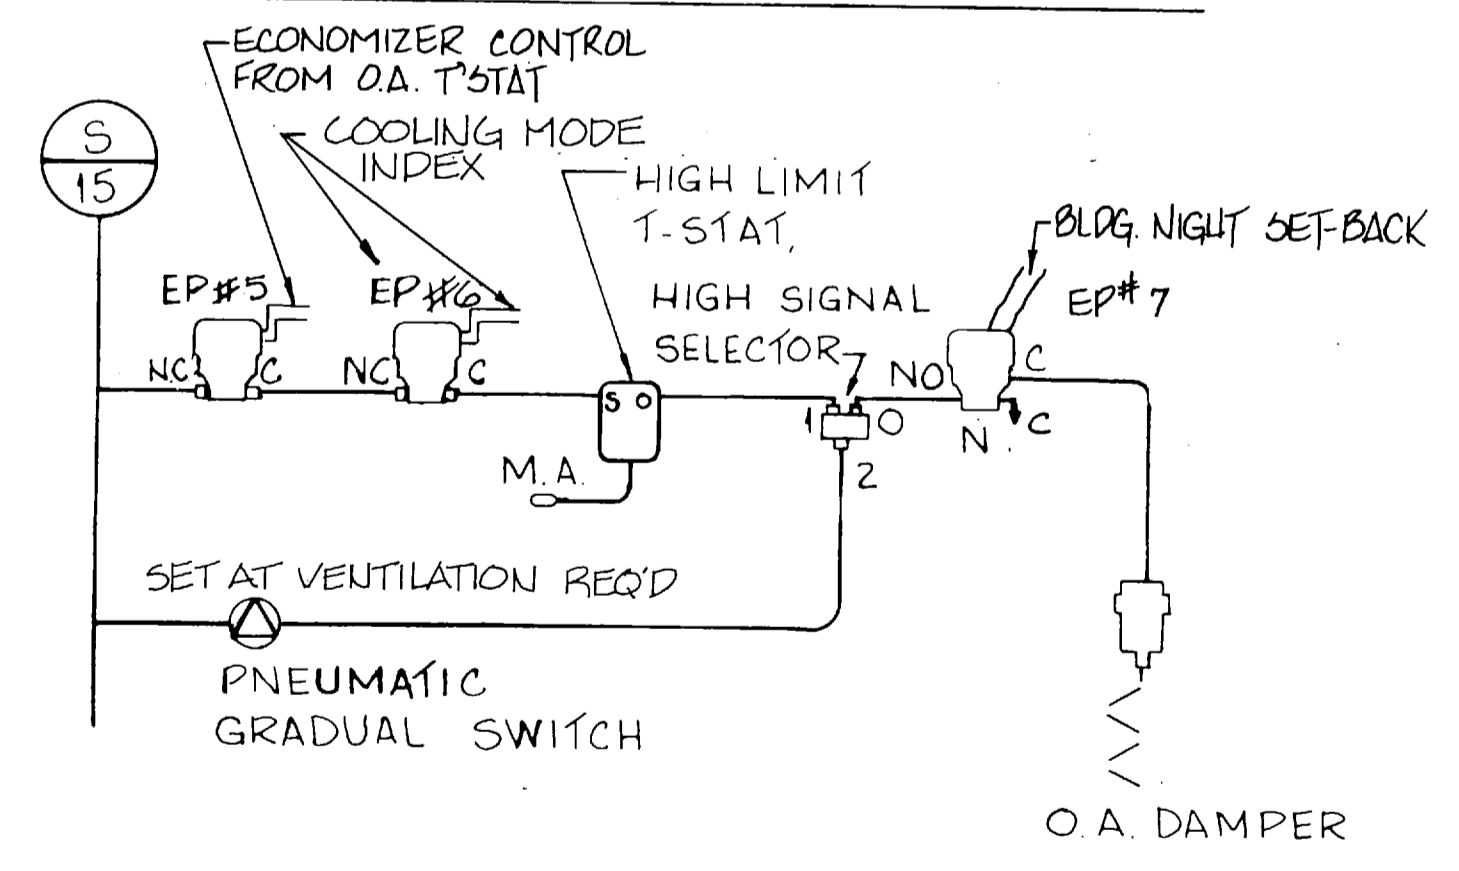 ECONOMIZER CONTROL
FROM O.A. T'STAT
S
15
COOLING MODE
INDEX
HIGH LIMIT
T-STAT,
BLDG. NIGHT SET-BACK
EP#5
EP#6
HIGH SIGNAL
SELECTOR
EP#7
N.C.
C
NC
C
S O
NO
C
1
O
N.
C
M.A.
2
SET AT VENTILATION REQ'D
PNEUMATIC
GRADUAL SWITCH
O.A. DAMPER